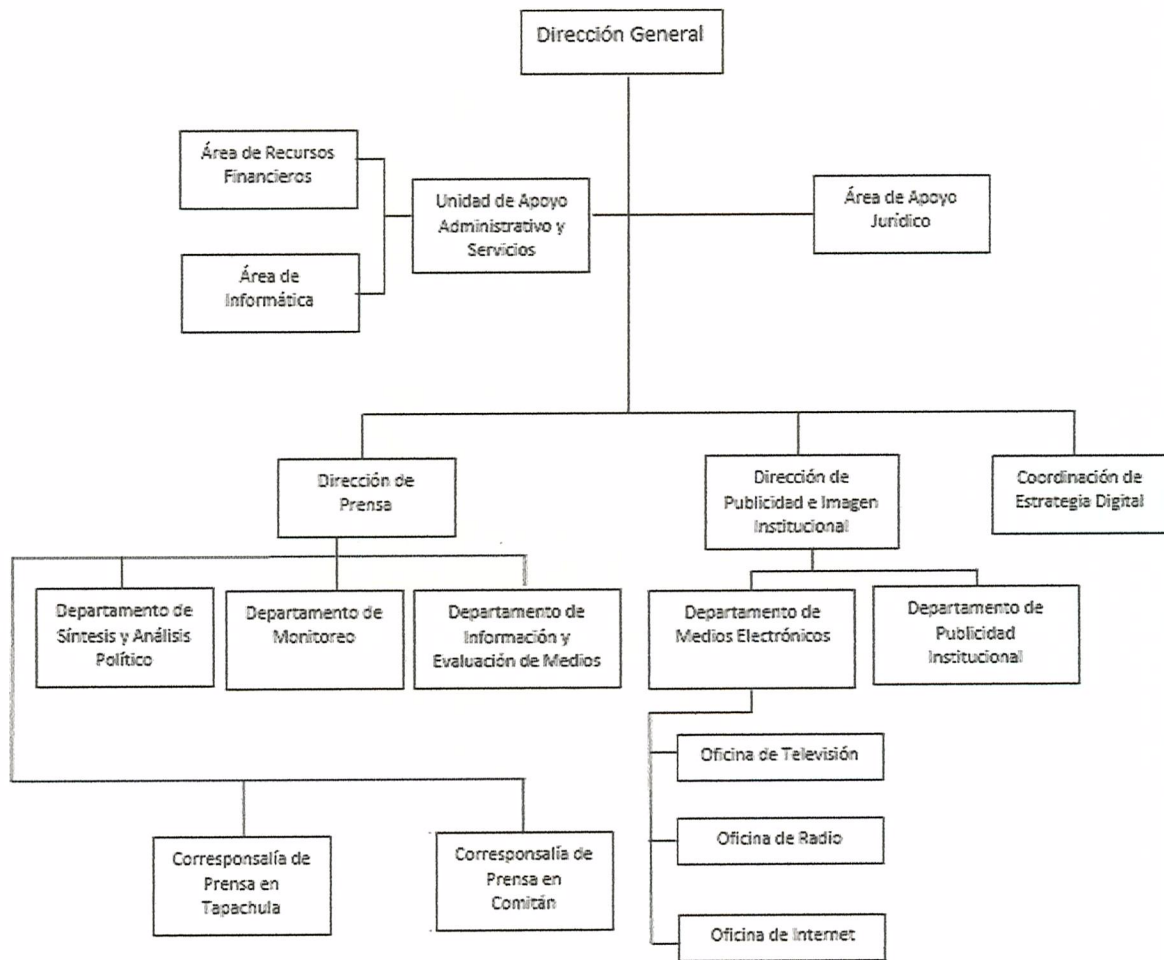 Dirección General
Área de Recursos
Financieros
Unidad de Apoyo
Administrativo y
Servicios
Área de Apoyo
Jurídico
Área de
Informática
Dirección de
Prensa
Dirección de
Publicidad e Imagen
Institucional
Coordinación de
Estrategia Digital
Departamento de
Síntesis y Análisis
Político
Departamento de
Monitoreo
Departamento de
Información y
Evaluación de Medios
Departamento de
Medios Electrónicos
Departamento de
Publicidad
Institucional
Oficina de Televisión
Oficina de Radio
Oficina de Internet
Corresponsalía de
Prensa en
Tapachula
Corresponsalía de
Prensa en
Comitán